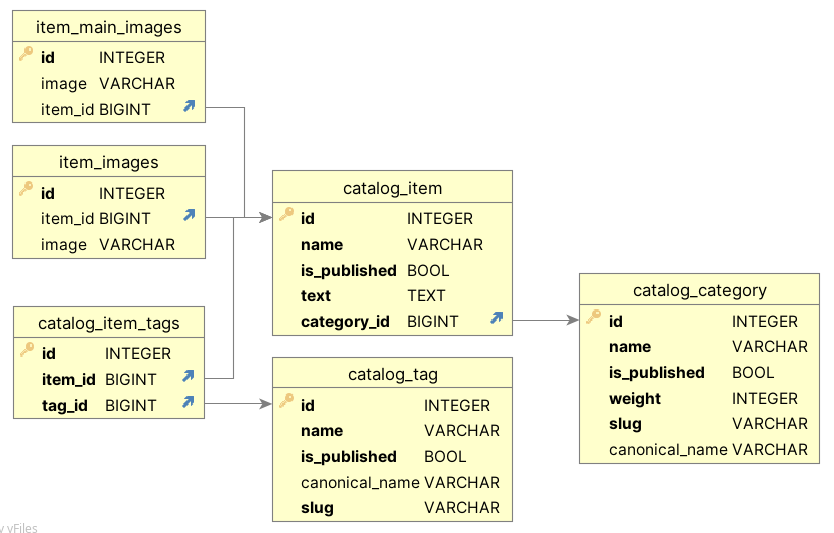 item_main_images
id INTEGER
image VARCHAR
item_id BIGINT
item_images
id INTEGER
item_id BIGINT
image VARCHAR
catalog_item_tags
id INTEGER
item_id BIGINT
tag_id BIGINT
catalog_item
id INTEGER
name VARCHAR
is_published BOOL
text TEXT
category_id BIGINT
catalog_tag
id INTEGER
name VARCHAR
is_published BOOL
canonical_name VARCHAR
slug VARCHAR
catalog_category
id INTEGER
name VARCHAR
is_published BOOL
weight INTEGER
slug VARCHAR
canonical_name VARCHAR
y yFiles